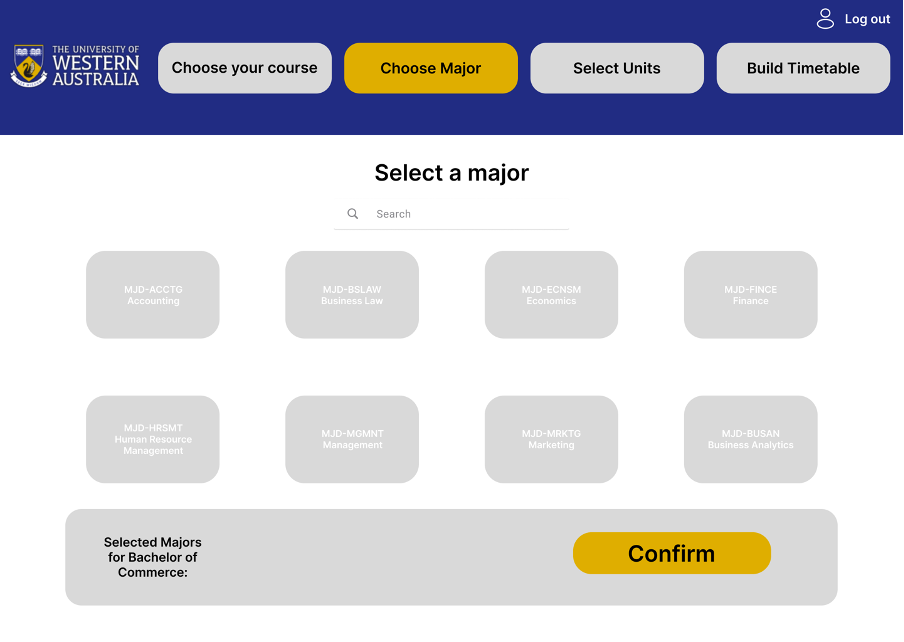 Log out
THE UNIVERSITY OF
WESTERN
AUSTRALIA
Choose your course
Choose Major
Select Units
Build Timetable
Select a major
Search
MJD-ACCTG
Accounting
MJD-BSLAW
Business Law
MJD-ECNSM
Economics
MJD-FINCE
Finance
MJD-HRSMT
Human Resource
Management
MJD-MGMNT
Management
MJD-MRKTG
Marketing
MJD-BUSAN
Business Analytics
Selected Majors
for Bachelor of
Commerce:
Confirm